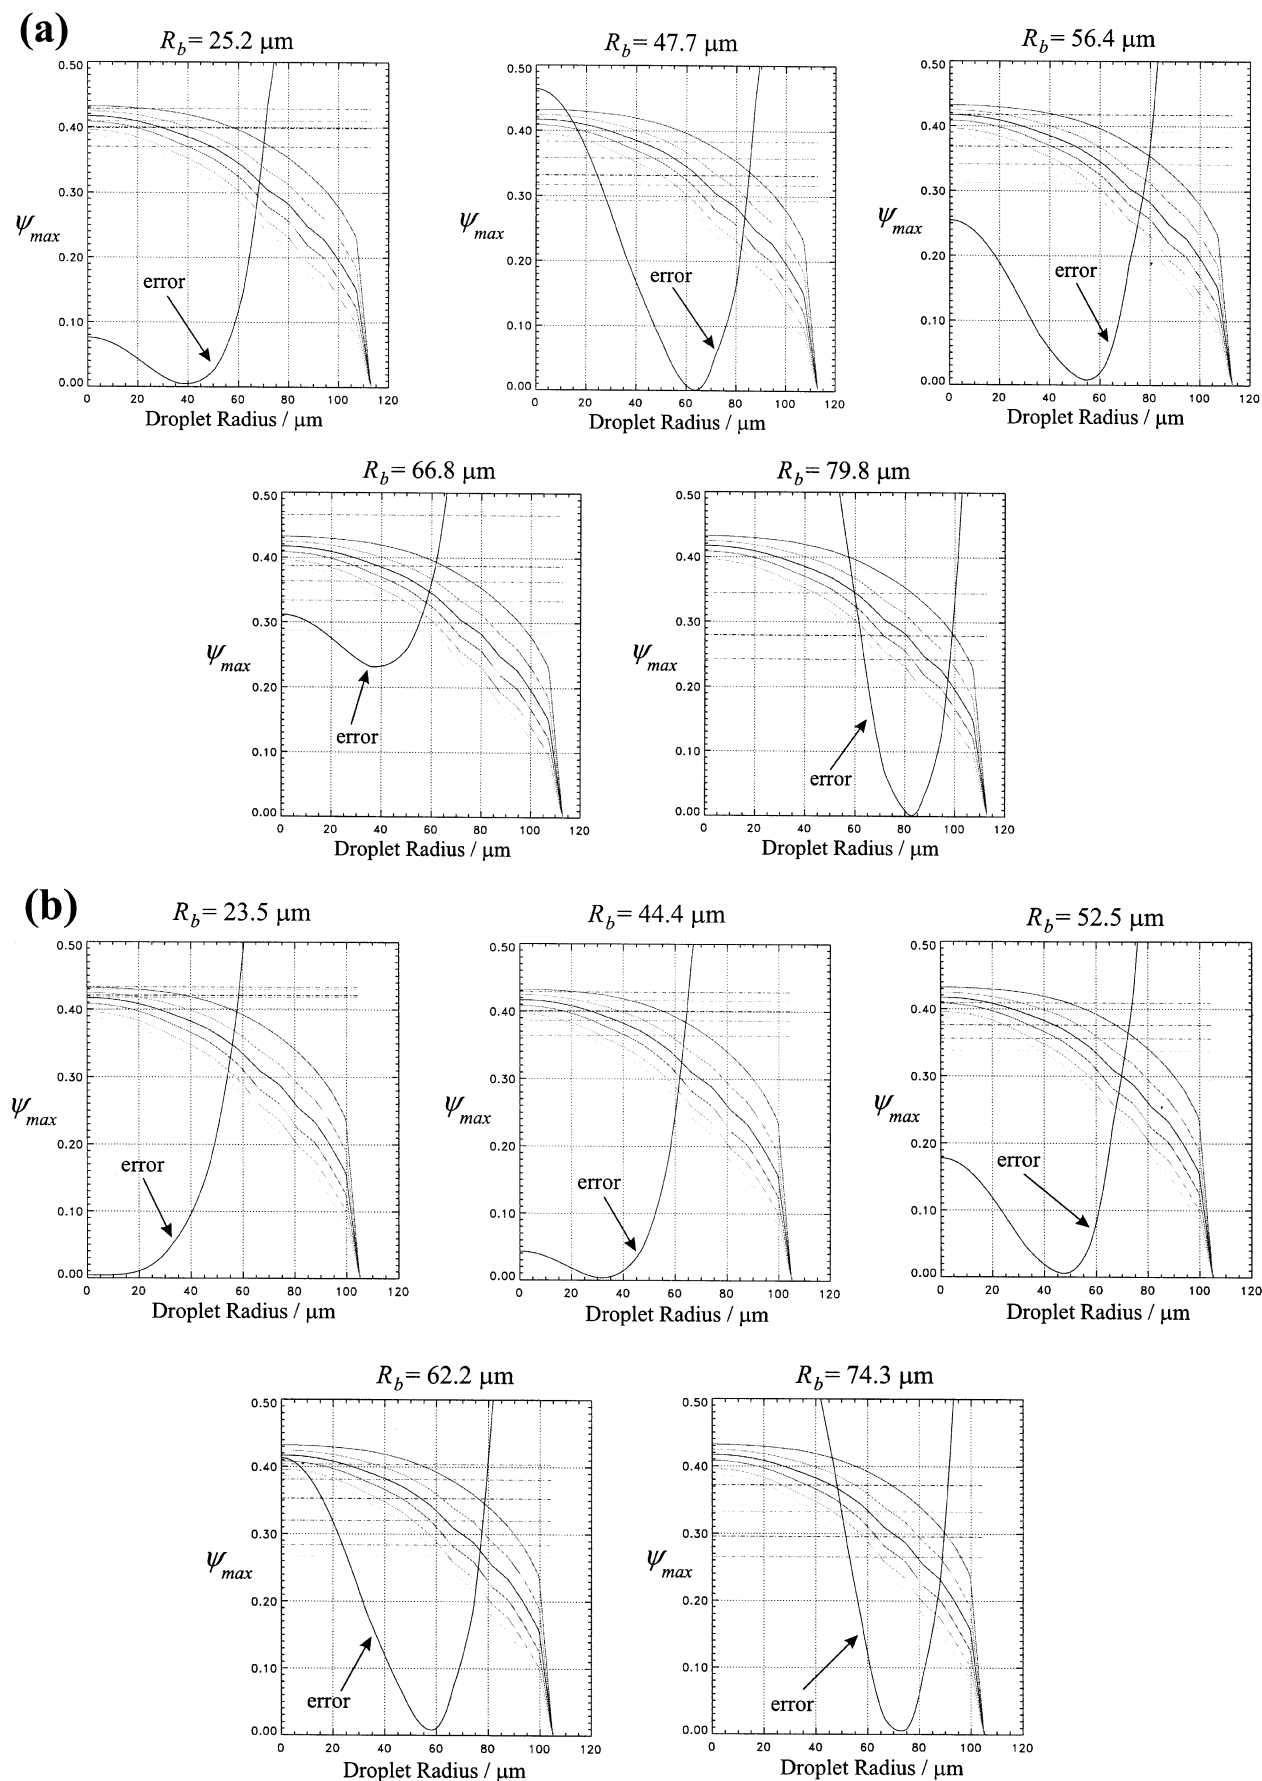 (a)
R_b = 25.2 μm
R_b = 47.7 μm
R_b = 56.4 μm
0.50
0.40
0.30
0.20
0.10
0.00
ψ_max
error
0 20 40 60 80 100 120
Droplet Radius / μm
0.50
0.40
0.30
0.20
0.10
0.00
ψ_max
error
0 20 40 60 80 100 120
Droplet Radius / μm
0.50
0.40
0.30
0.20
0.10
0.00
ψ_max
error
0 20 40 60 80 100 120
Droplet Radius / μm
R_b = 66.8 μm
R_b = 79.8 μm
0.50
0.40
0.30
0.20
0.10
0.00
ψ_max
error
0 20 40 60 80 100 120
Droplet Radius / μm
0.50
0.40
0.30
0.20
0.10
0.00
ψ_max
error
0 20 40 60 80 100 120
Droplet Radius / μm
(b)
R_b = 23.5 μm
R_b = 44.4 μm
R_b = 52.5 μm
0.50
0.40
0.30
0.20
0.10
0.00
ψ_max
error
0 20 40 60 80 100 120
Droplet Radius / μm
0.50
0.40
0.30
0.20
0.10
0.00
ψ_max
error
0 20 40 60 80 100 120
Droplet Radius / μm
0.50
0.40
0.30
0.20
0.10
0.00
ψ_max
error
0 20 40 60 80 100 120
Droplet Radius / μm
R_b = 62.2 μm
R_b = 74.3 μm
0.50
0.40
0.30
0.20
0.10
0.00
ψ_max
error
0 20 40 60 80 100 120
Droplet Radius / μm
0.50
0.40
0.30
0.20
0.10
0.00
ψ_max
error
0 20 40 60 80 100 120
Droplet Radius / μm